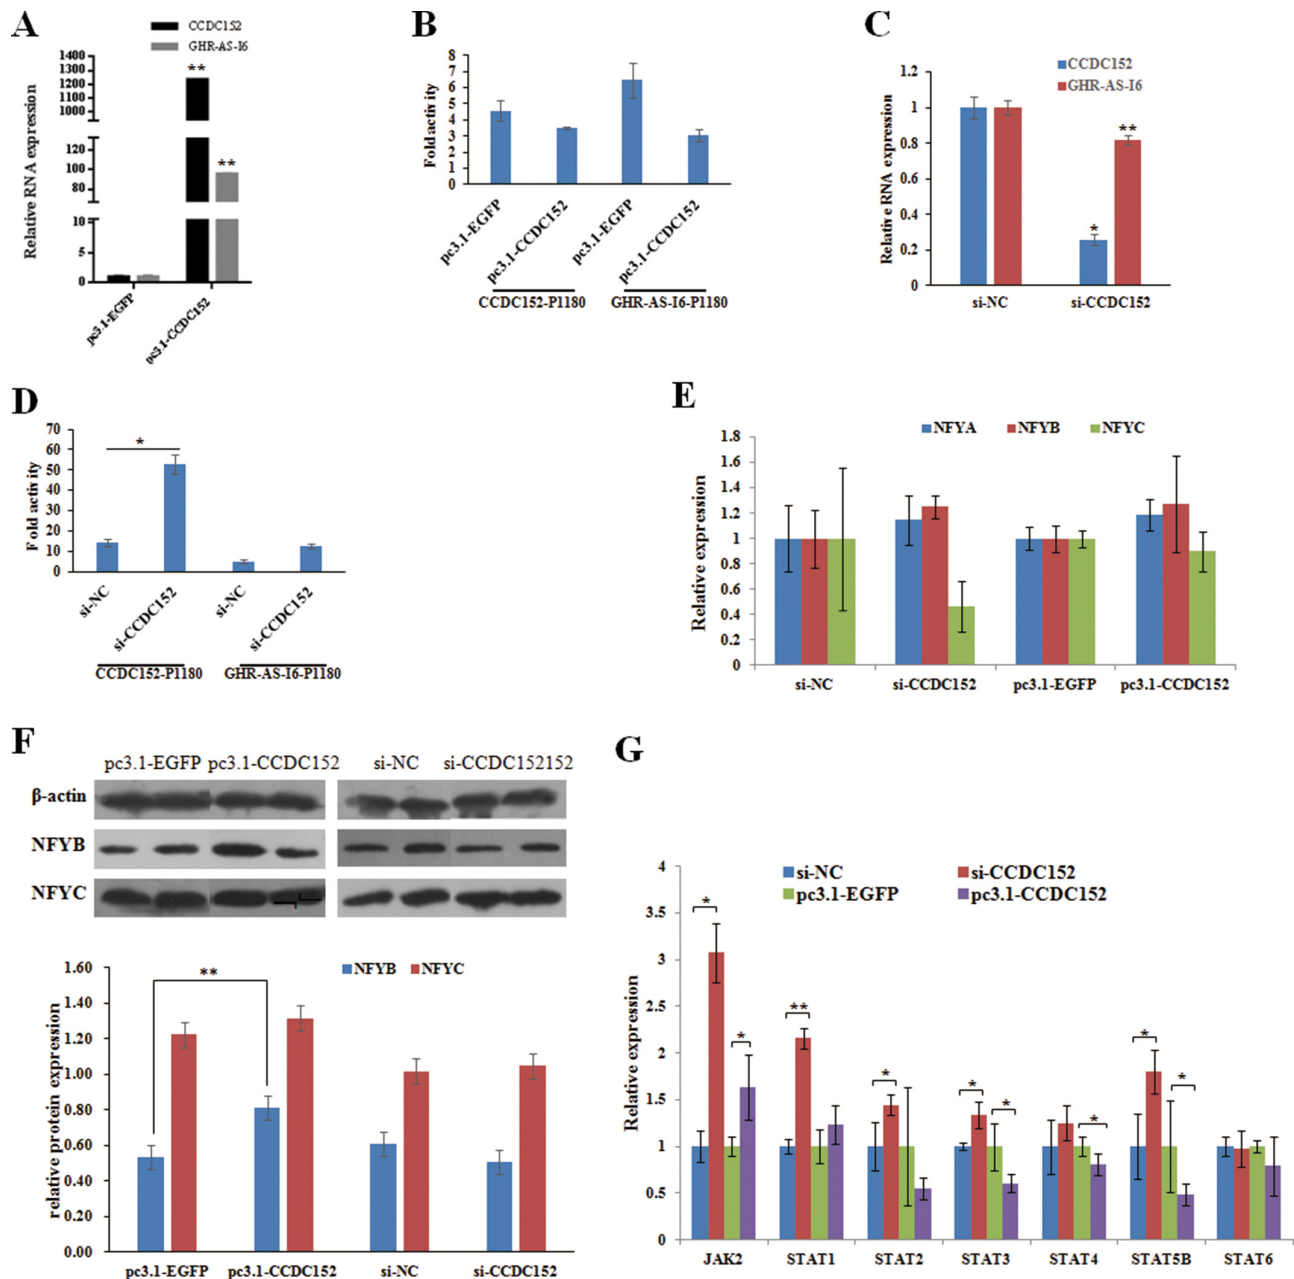 A
CCDC152
GHR-AS-I6
Relative RNA expression
1400
1300
1200
1100
1000
120
100
80
10
5
0
**
**
pc3.1-EGFP
pc3.1-CCDC152
B
Fold activity
8
7
6
5
4
3
2
1
0
pc3.1-EGFP
pc3.1-CCDC152
pc3.1-EGFP
pc3.1-CCDC152
CCDC152-P1180
GHR-AS-I6-P1180
C
CCDC152
GHR-AS-I6
Relative RNA expression
1.2
1
0.8
0.6
0.4
0.2
0
*
**
si-NC
si-CCDC152
D
Fold activity
70
60
50
40
30
20
10
0
*
si-NC
si-CCDC152
si-NC
si-CCDC152
CCDC152-P1180
GHR-AS-I6-P1180
E
NFYA NFYB NFYC
Relative expression
1.8
1.6
1.4
1.2
1
0.8
0.6
0.4
0.2
0
si-NC si-CCDC152 pc3.1-EGFP pc3.1-CCDC152
F
pc3.1-EGFP pc3.1-CCDC152 si-NC si-CCDC152152
β-actin
NFYB
NFYC
NFYB NFYC
relative protein expression
1.60
1.40
1.20
1.00
0.80
0.60
0.40
0.20
0.00
**
pc3.1-EGFP pc3.1-CCDC152 si-NC si-CCDC152
G
si-NC si-CCDC152
pc3.1-EGFP pc3.1-CCDC152
Relative expression
4
3.5
3
2.5
2
1.5
1
0.5
0
*
*
**
*
*
*
*
*
*
JAK2 STAT1 STAT2 STAT3 STAT4 STAT5B STAT6